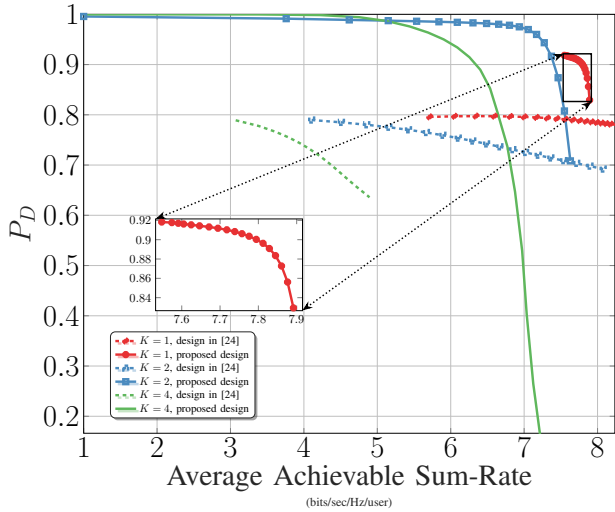 1
0.9
0.8
0.7
0.6
0.5
0.4
0.3
0.2
P_D
0.92
0.9
0.88
0.86
0.84
7.6
7.7
7.8
7.9
K = 1, design in [24]
K = 1, proposed design
K = 2, design in [24]
K = 2, proposed design
K = 4, design in [24]
K = 4, proposed design
1 2 3 4 5 6 7 8
Average Achievable Sum-Rate
(bits/sec/Hz/user)